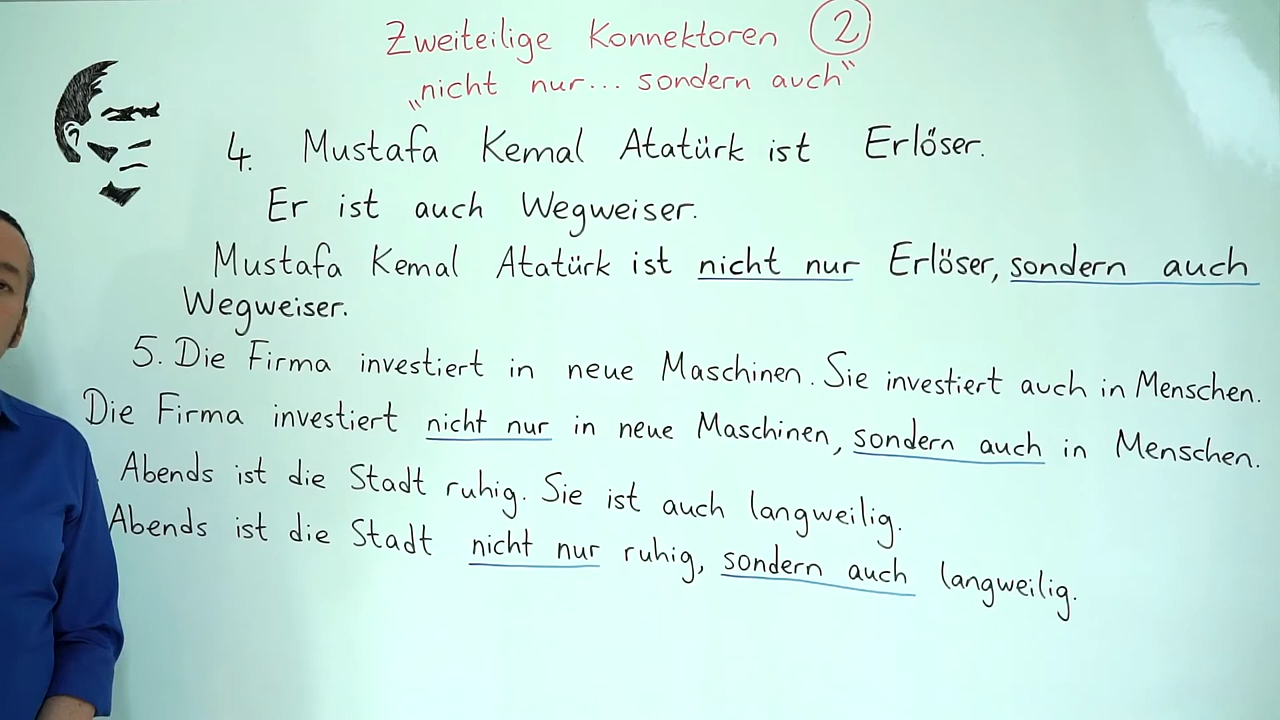 Zweiteilige Konnektoren 2
„nicht nur... sondern auch“
4. Mustafa Kemal Atatürk ist Erlöser.
Er ist auch Wegweiser.
Mustafa Kemal Atatürk ist nicht nur Erlöser, sondern auch
Wegweiser.
5. Die Firma investiert in neue Maschinen. Sie investiert auch in Menschen.
Die Firma investiert nicht nur in neue Maschinen, sondern auch in Menschen.
Abends ist die Stadt ruhig. Sie ist auch langweilig.
Abends ist die Stadt nicht nur ruhig, sondern auch langweilig.